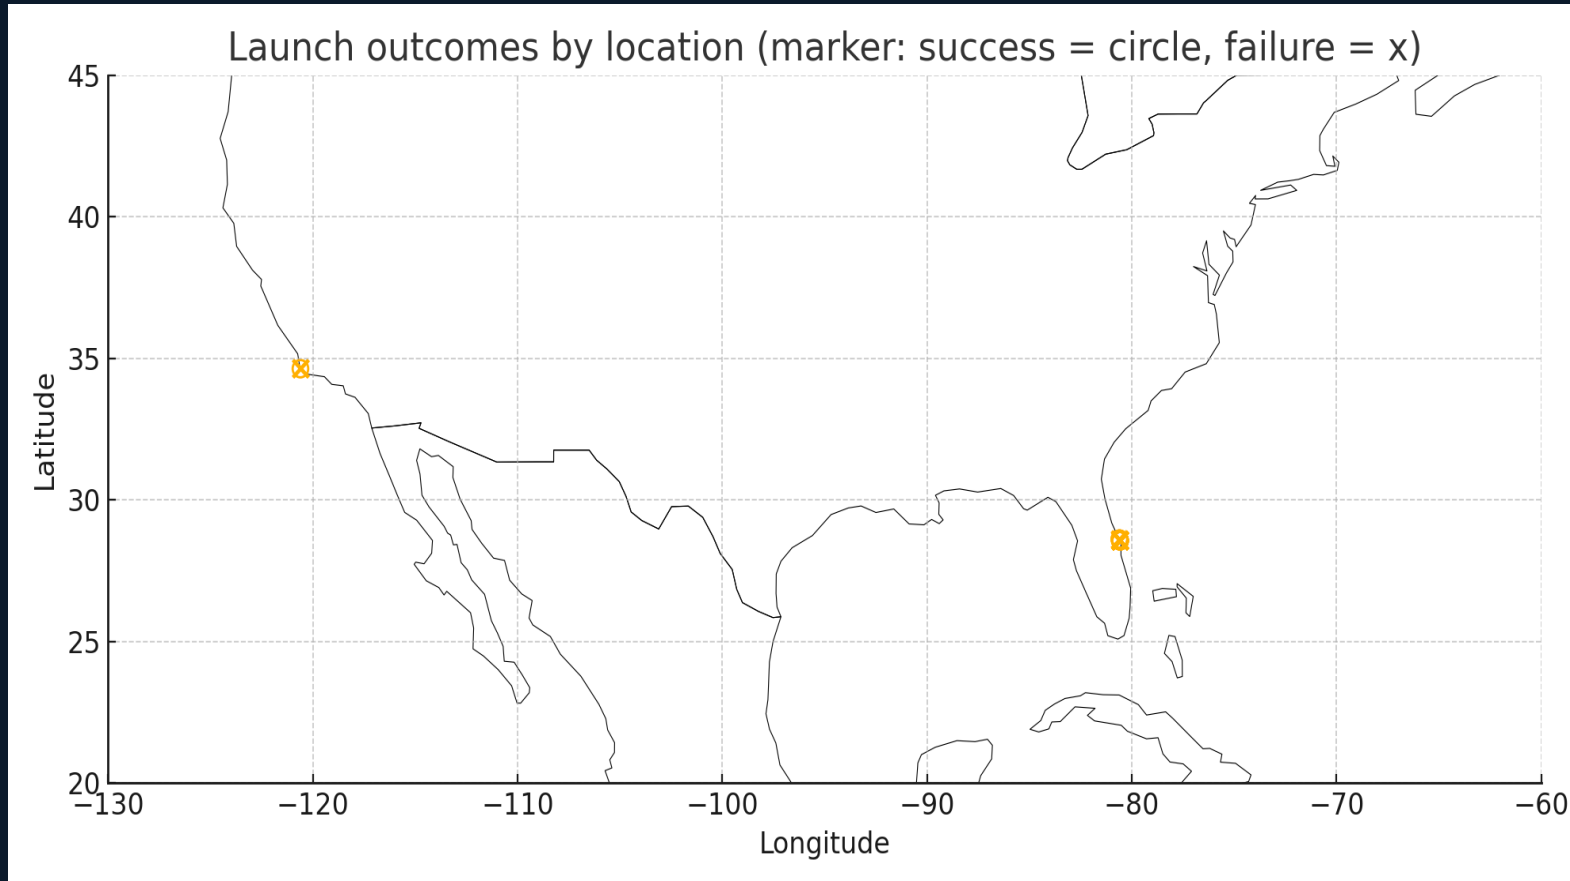 Launch outcomes by location (marker: success = circle, failure = x)
45
40
35
30
25
20
Latitude
−130 −120 −110 −100 −90 −80 −70 −60
Longitude